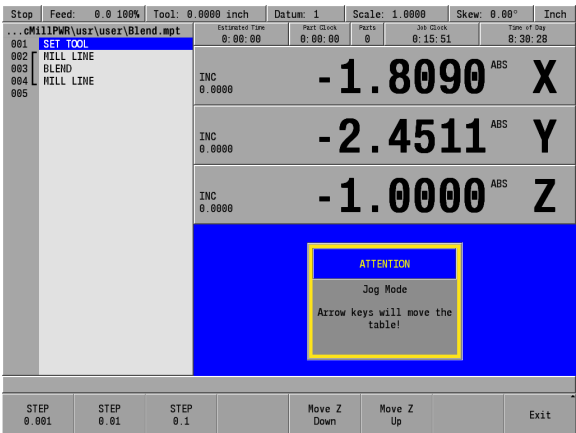 Stop Feed: 0.0 100% Tool: 0.0000 inch Datum: 1 Scale: 1.0000 Skew: 0.00° Inch
...cMillPWR\usr\user\Blend.mpt
Estimated Time Part Clock Parts Job Clock Time of Day
0:00:00 0:00:00 0 0:15:51 8:30:28
001 SET TOOL
002 MILL LINE
003 BLEND
004 MILL LINE
005
INC
0.0000
-1.8090 ABS X
INC
0.0000
-2.4511 ABS Y
INC
0.0000
-1.0000 ABS Z
ATTENTION
Jog Mode
Arrow keys will move the
table!
STEP
0.001
STEP
0.01
STEP
0.1
Move Z
Down
Move Z
Up
Exit